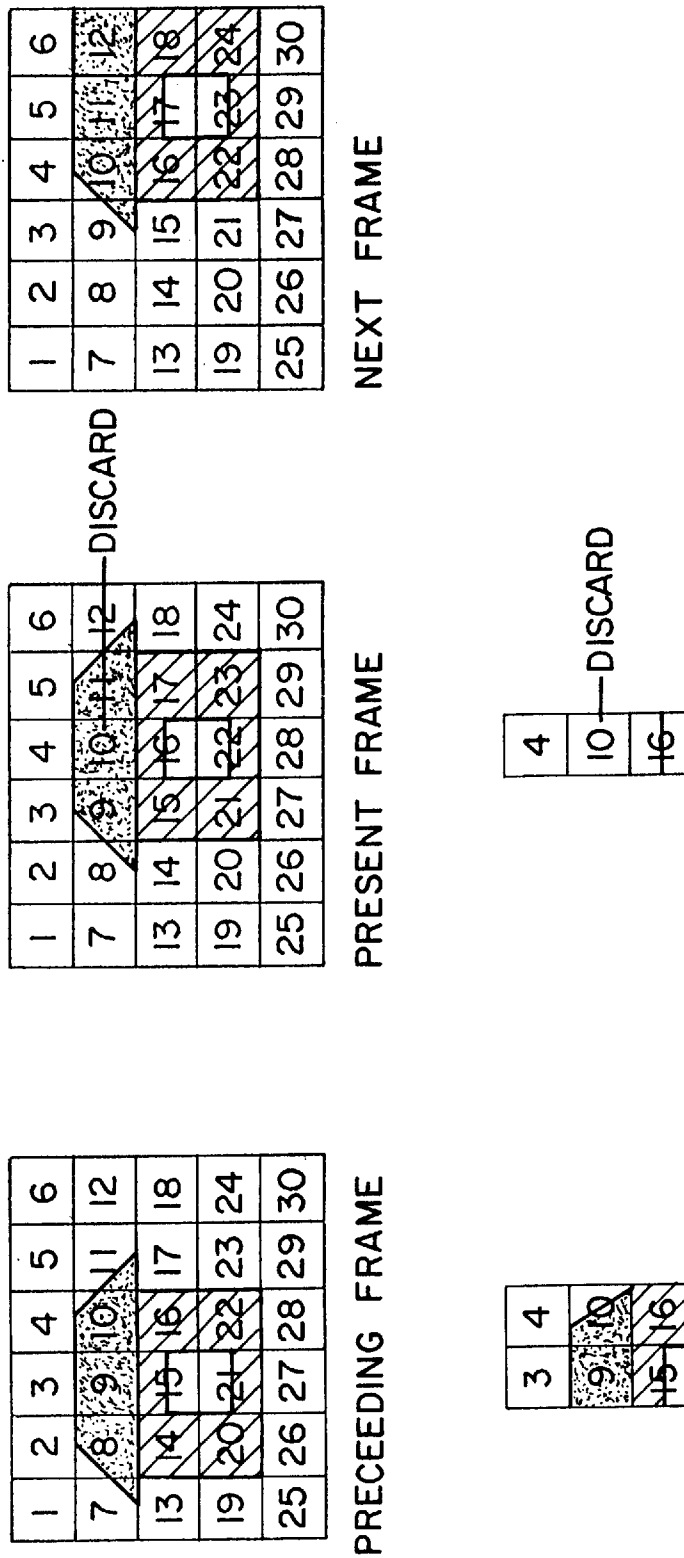 1 2 3 4 5 6
7 8 9 10 11 12
13 14 15 16 17 18
19 20 21 22 23 24
25 26 27 28 29 30
PRECEEDING FRAME
1 2 3 4 5 6
7 8 9 10 11 12
DISCARD
13 14 15 16 17 18
19 20 21 22 23 24
25 26 27 28 29 30
PRESENT FRAME
1 2 3 4 5 6
7 8 9 10 11 12
13 14 15 16 17 18
19 20 21 22 23 24
25 26 27 28 29 30
NEXT FRAME
3 4
9 10
15 16
4
10 DISCARD
16